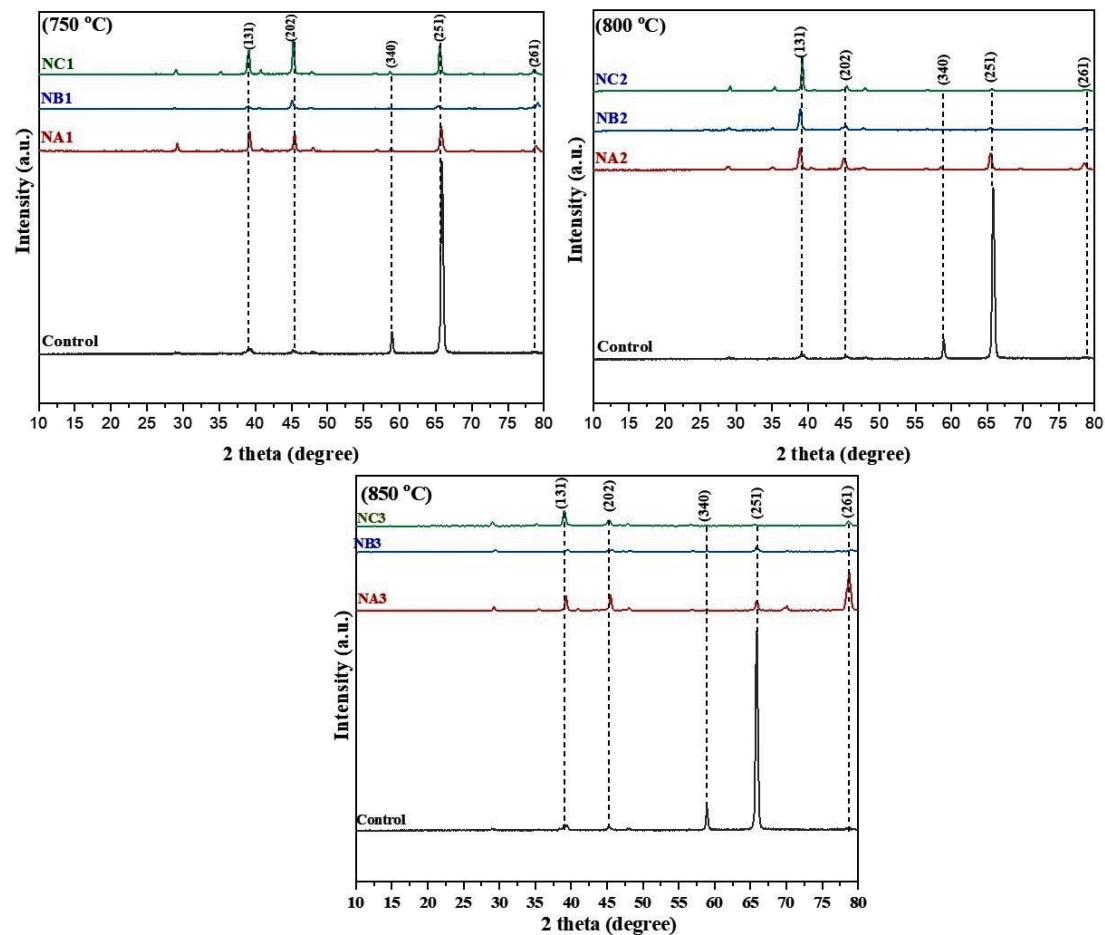 (750 °C)
(131)
(202)
(340)
(251)
(261)
NC1
NB1
NA1
Control
Intensity (a.u.)
10 15 20 25 30 35 40 45 50 55 60 65 70 75 80
2 theta (degree)
(800 °C)
(131)
(202)
(340)
(251)
(261)
NC2
NB2
NA2
Control
Intensity (a.u.)
10 15 20 25 30 35 40 45 50 55 60 65 70 75 80
2 theta (degree)
(850 °C)
(131)
(202)
(340)
(251)
(261)
NC3
NB3
NA3
Control
Intensity (a.u.)
10 15 20 25 30 35 40 45 50 55 60 65 70 75 80
2 theta (degree)